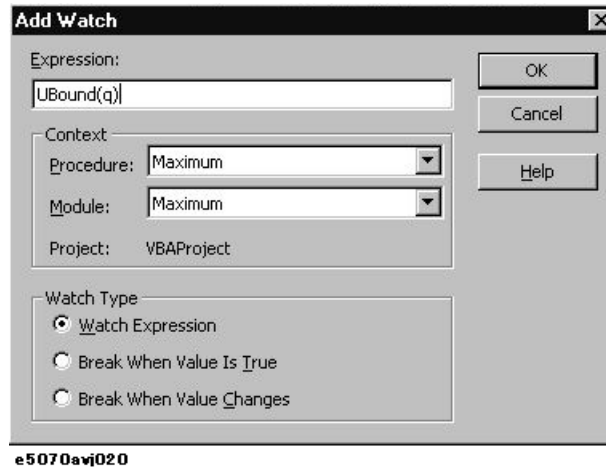 Add Watch
Expression:
UBound(q)
OK
Cancel
Help
Context
Procedure: Maximum
Module: Maximum
Project: VBAProject
Watch Type
Watch Expression
Break When Value Is True
Break When Value Changes
e5070avj020